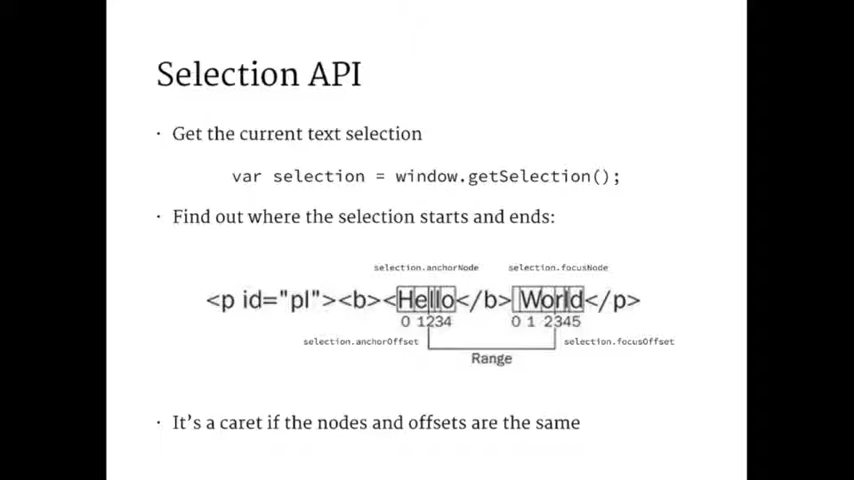 Selection API
· Get the current text selection
var selection = window.getSelection();
· Find out where the selection starts and ends:
selection.anchorNode selection.focusNode
<p id="pl"><b><Hello</b> World</p>
0 1234 0 1 2345
selection.anchorOffset selection.focusOffset
Range
· It's a caret if the nodes and offsets are the same